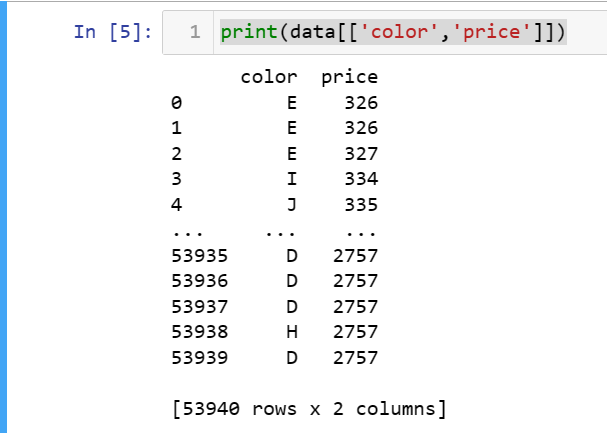 In [5]: 1 print(data[['color','price']])
color price
0 E 326
1 E 326
2 E 327
3 I 334
4 J 335
... ... ...
53935 D 2757
53936 D 2757
53937 D 2757
53938 H 2757
53939 D 2757
[53940 rows x 2 columns]